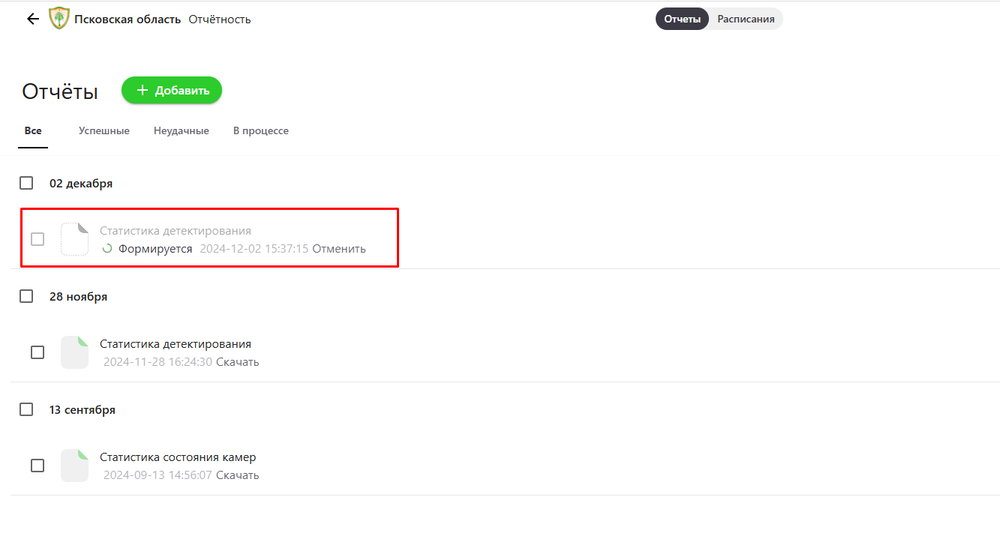 Псковская область Отчётность
Отчеты Расписания
Отчёты + Добавить
Все Успешные Неудачные В процессе
02 декабря
Статистика детектирования
Формируется 2024-12-02 15:37:15 Отменить
28 ноября
Статистика детектирования
2024-11-28 16:24:30 Скачать
13 сентября
Статистика состояния камер
2024-09-13 14:56:07 Скачать